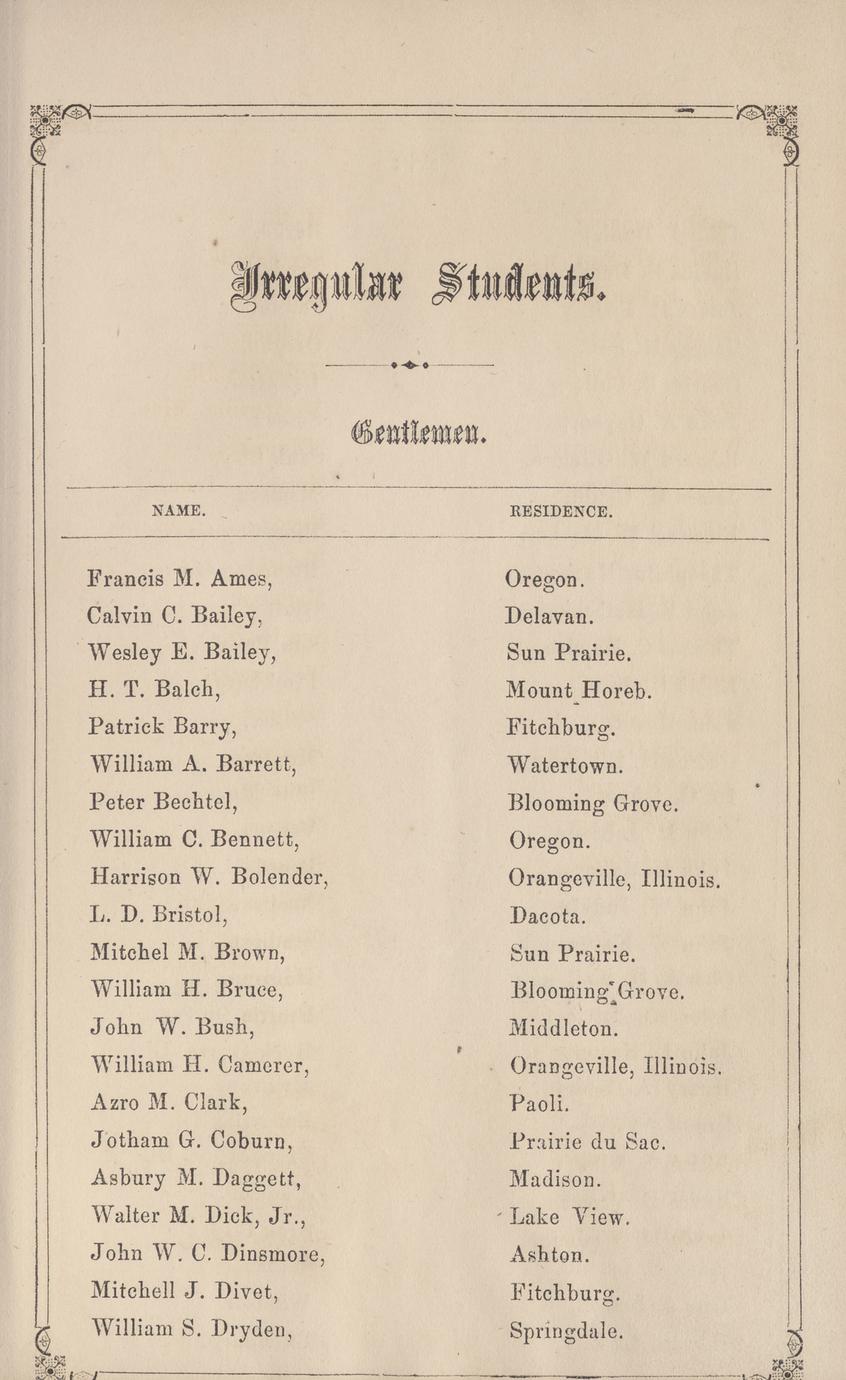 Irregular Students.
Gentlemen.
NAME. RESIDENCE.
Francis M. Ames, Oregon.
Calvin C. Bailey, Delavan.
Wesley E. Bailey, Sun Prairie.
H. T. Balch, Mount Horeb.
Patrick Barry, Fitchburg.
William A. Barrett, Watertown.
Peter Bechtel, Blooming Grove.
William C. Bennett, Oregon.
Harrison W. Bolender, Orangeville, Illinois.
L. D. Bristol, Dacota.
Mitchel M. Brown, Sun Prairie.
William H. Bruce, Blooming Grove.
John W. Bush, Middleton.
William H. Camerer, Orangeville, Illinois.
Azro M. Clark, Paoli.
Jotham G. Coburn, Prairie du Sac.
Asbury M. Daggett, Madison.
Walter M. Dick, Jr., Lake View.
John W. C. Dinsmore, Ashton.
Mitchell J. Divet, Fitchburg.
William S. Dryden, Springdale.